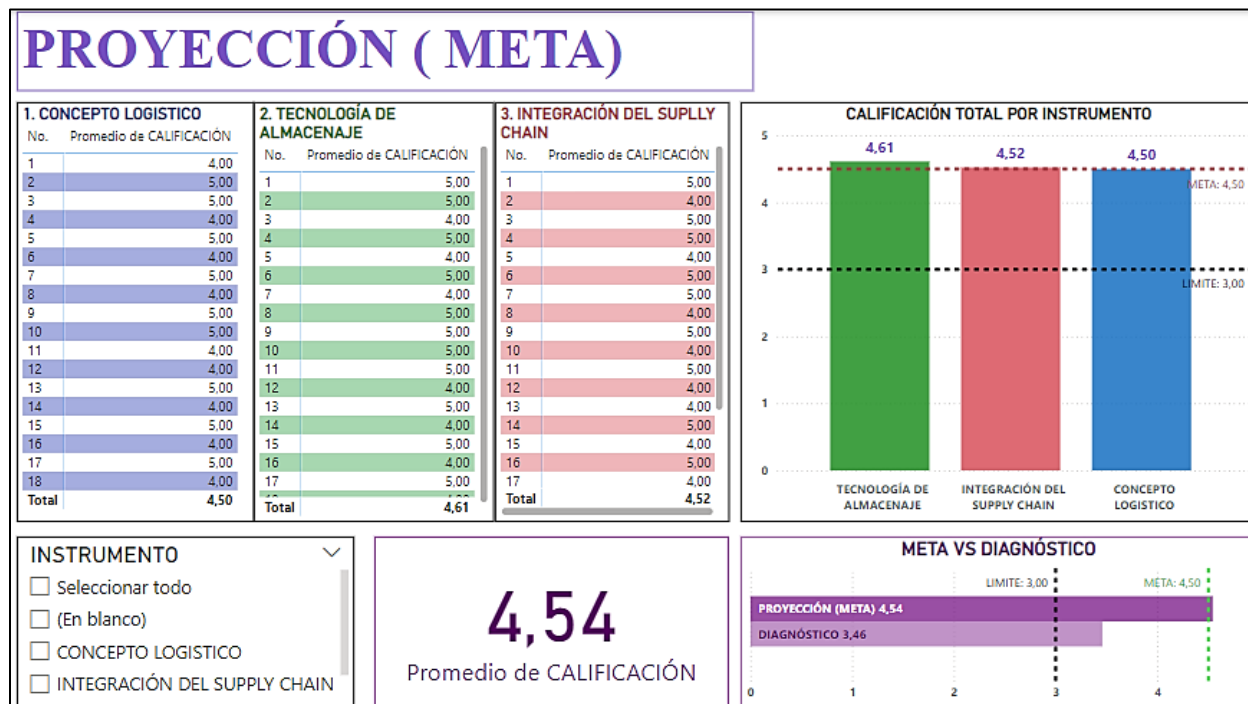 PROYECCIÓN ( META)
1. CONCEPTO LOGISTICO
No. Promedio de CALIFICACIÓN
1 4,00
2 5,00
3 5,00
4 4,00
5 5,00
6 4,00
7 5,00
8 4,00
9 5,00
10 5,00
11 4,00
12 4,00
13 5,00
14 4,00
15 5,00
16 4,00
17 5,00
18 4,00
Total 4,50
2. TECNOLOGÍA DE
ALMACENAJE
No. Promedio de CALIFICACIÓN
1 5,00
2 5,00
3 4,00
4 5,00
5 4,00
6 5,00
7 4,00
8 5,00
9 5,00
10 5,00
11 5,00
12 4,00
13 5,00
14 4,00
15 5,00
16 4,00
17 5,00
Total 4,61
3. INTEGRACIÓN DEL SUPLLY
CHAIN
No. Promedio de CALIFICACIÓN
1 5,00
2 4,00
3 5,00
4 5,00
5 4,00
6 5,00
7 5,00
8 4,00
9 5,00
10 4,00
11 5,00
12 4,00
13 4,00
14 5,00
15 4,00
16 5,00
17 4,00
Total 4,52
CALIFICACIÓN TOTAL POR INSTRUMENTO
5
4,61 4,52 4,50
META: 4,50
4
3
LIMITE: 3,00
2
1
0
TECNOLOGÍA DE
ALMACENAJE
INTEGRACIÓN DEL
SUPPLY CHAIN
CONCEPTO
LOGISTICO
INSTRUMENTO
Seleccionar todo
(En blanco)
CONCEPTO LOGISTICO
INTEGRACIÓN DEL SUPPLY CHAIN
4,54
Promedio de CALIFICACIÓN
META VS DIAGNÓSTICO
LIMITE: 3,00 META: 4,50
PROYECCIÓN (META) 4,54
DIAGNÓSTICO 3,46
0 1 2 3 4